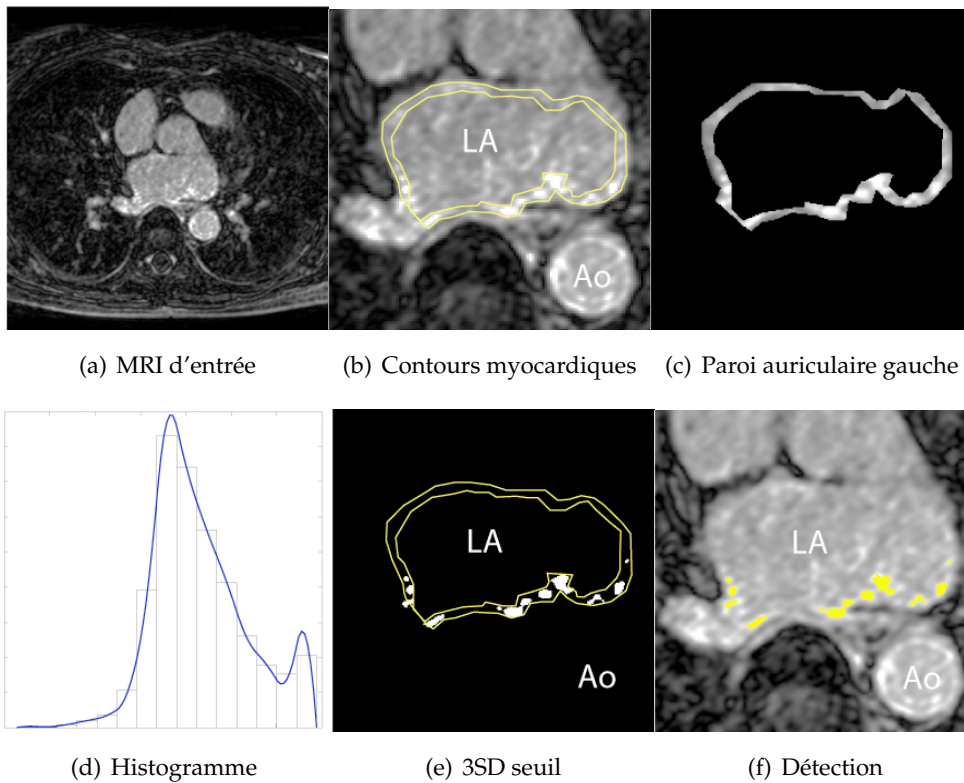 LA
Ao
(a) MRI d'entrée
(b) Contours myocardiques
(c) Paroi auriculaire gauche
LA
Ao
LA
Ao
(d) Histogramme
(e) 3SD seuil
(f) Détection